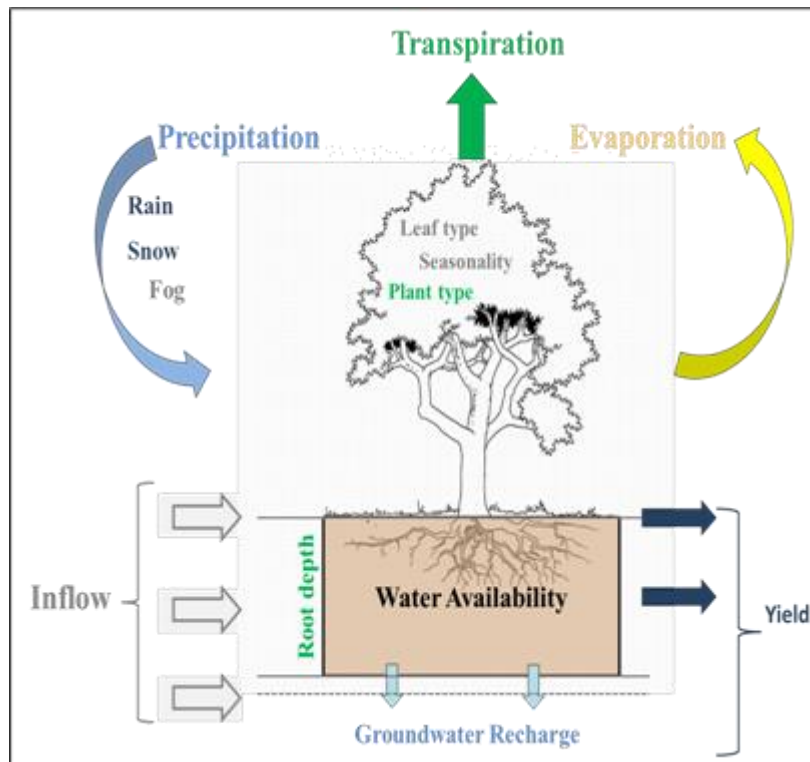 Transpiration
Precipitation
Evaporation
Rain
Snow
Fog
Leaf type
Seasonality
Plant type
Inflow
Root depth
Water Availability
Yield
Groundwater Recharge